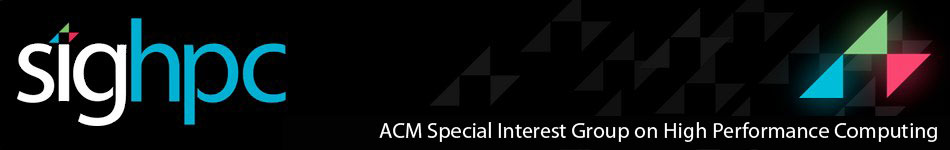 sighpc
ACM Special Interest Group on High Performance Computing